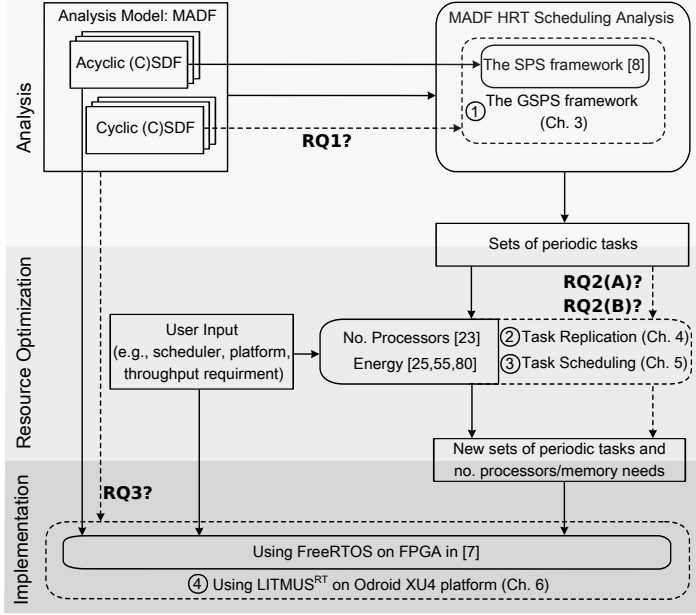 Analysis Model: MADF
Acyclic (C)SDF
Cyclic (C)SDF
MADF HRT Scheduling Analysis
The SPS framework [8]
1 The GSPS framework
(Ch. 3)
RQ1?
Analysis
Sets of periodic tasks
RQ2(A)?
RQ2(B)?
Resource Optimization
User Input
(e.g., scheduler, platform,
throughput requirment)
No. Processors [23]
Energy [25,55,80]
2 Task Replication (Ch. 4)
3 Task Scheduling (Ch. 5)
New sets of periodic tasks and
no. processors/memory needs
RQ3?
Implementation
Using FreeRTOS on FPGA in [7]
4 Using LITMUS^RT on Odroid XU4 platform (Ch. 6)